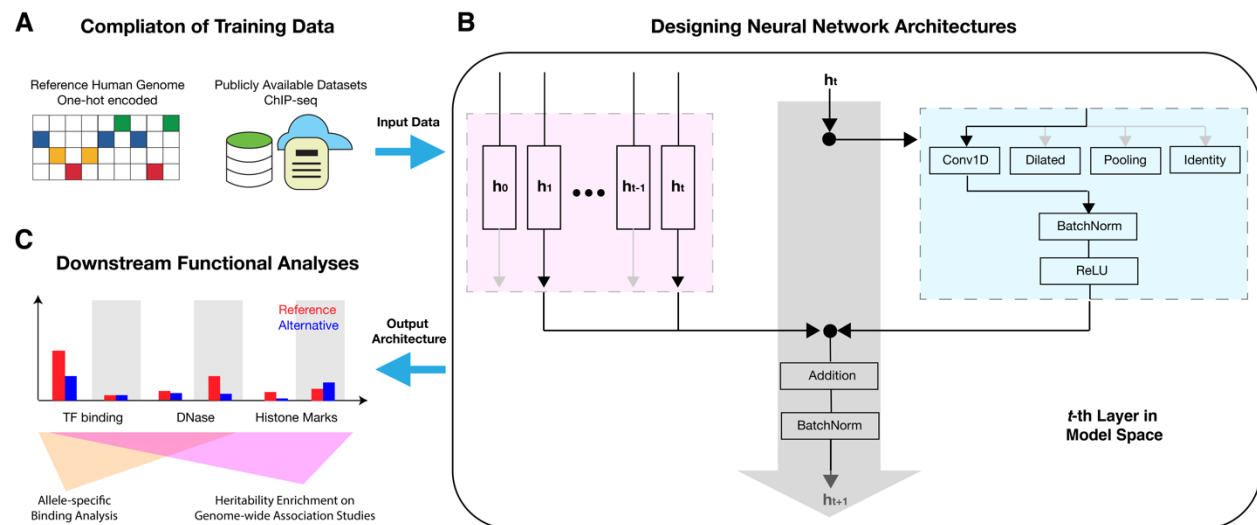 A
Compliaton of Training Data
Reference Human Genome
One-hot encoded
Publicly Available Datasets
ChIP-seq
Input Data
B
Designing Neural Network Architectures
h0
h1
•••
ht-1
ht
ht
Conv1D
Dilated
Pooling
Identity
BatchNorm
ReLU
Addition
BatchNorm
ht+1
t-th Layer in
Model Space
C
Downstream Functional Analyses
Reference
Alternative
Output
Architecture
TF binding
DNase
Histone Marks
Allele-specific
Binding Analysis
Heritability Enrichment on
Genome-wide Association Studies